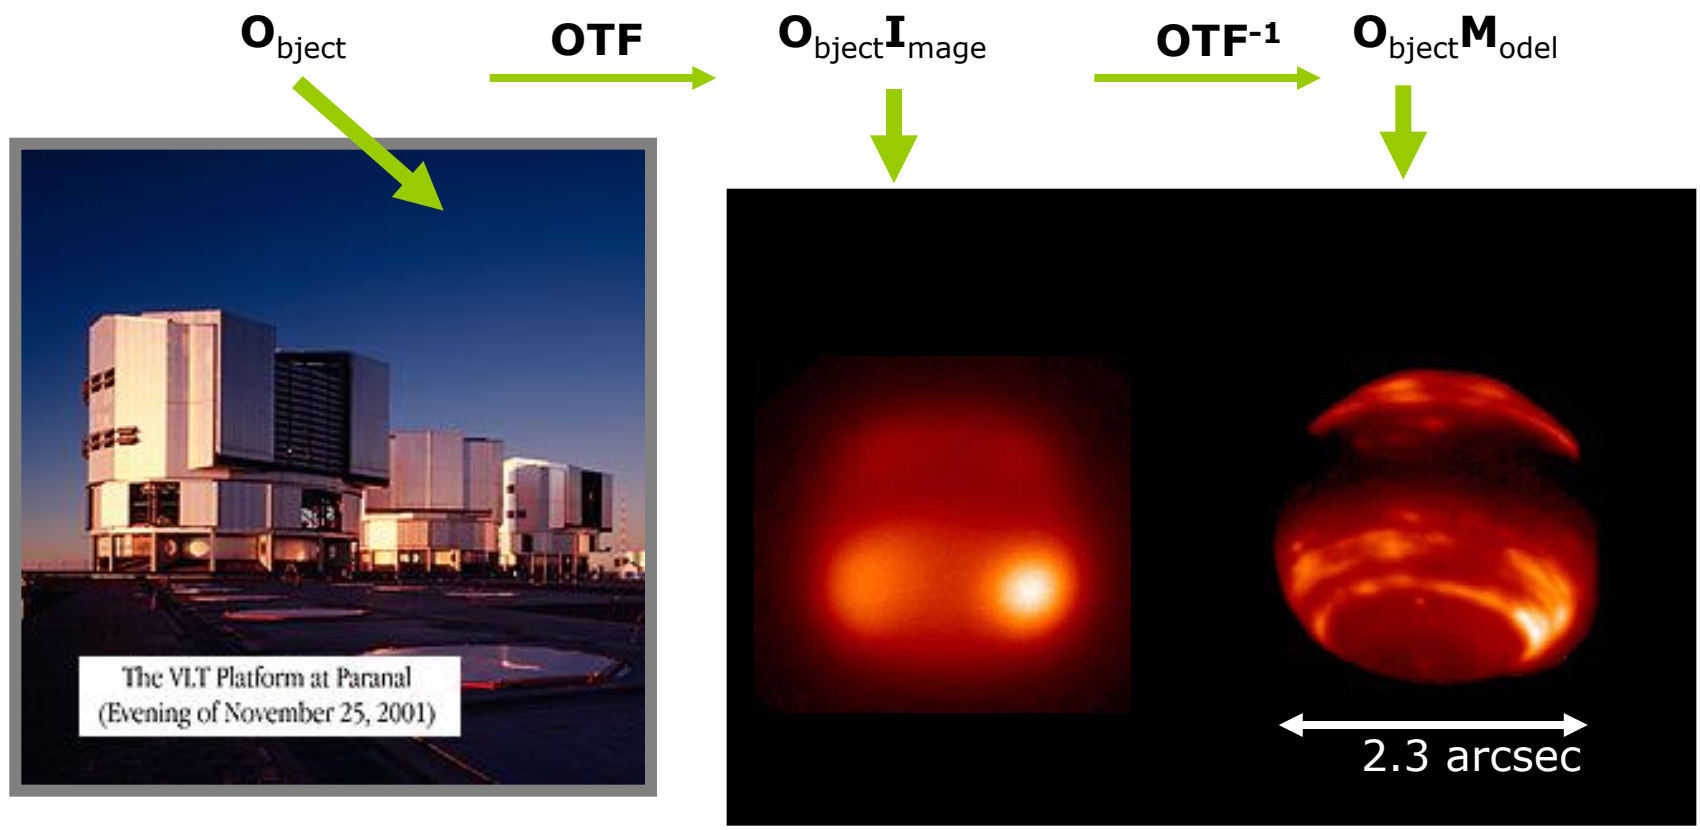 Object OTF ObjectImage OTF-1 ObjectModel
The VLT Platform at Paranal
(Evening of November 25, 2001)
2.3 arcsec